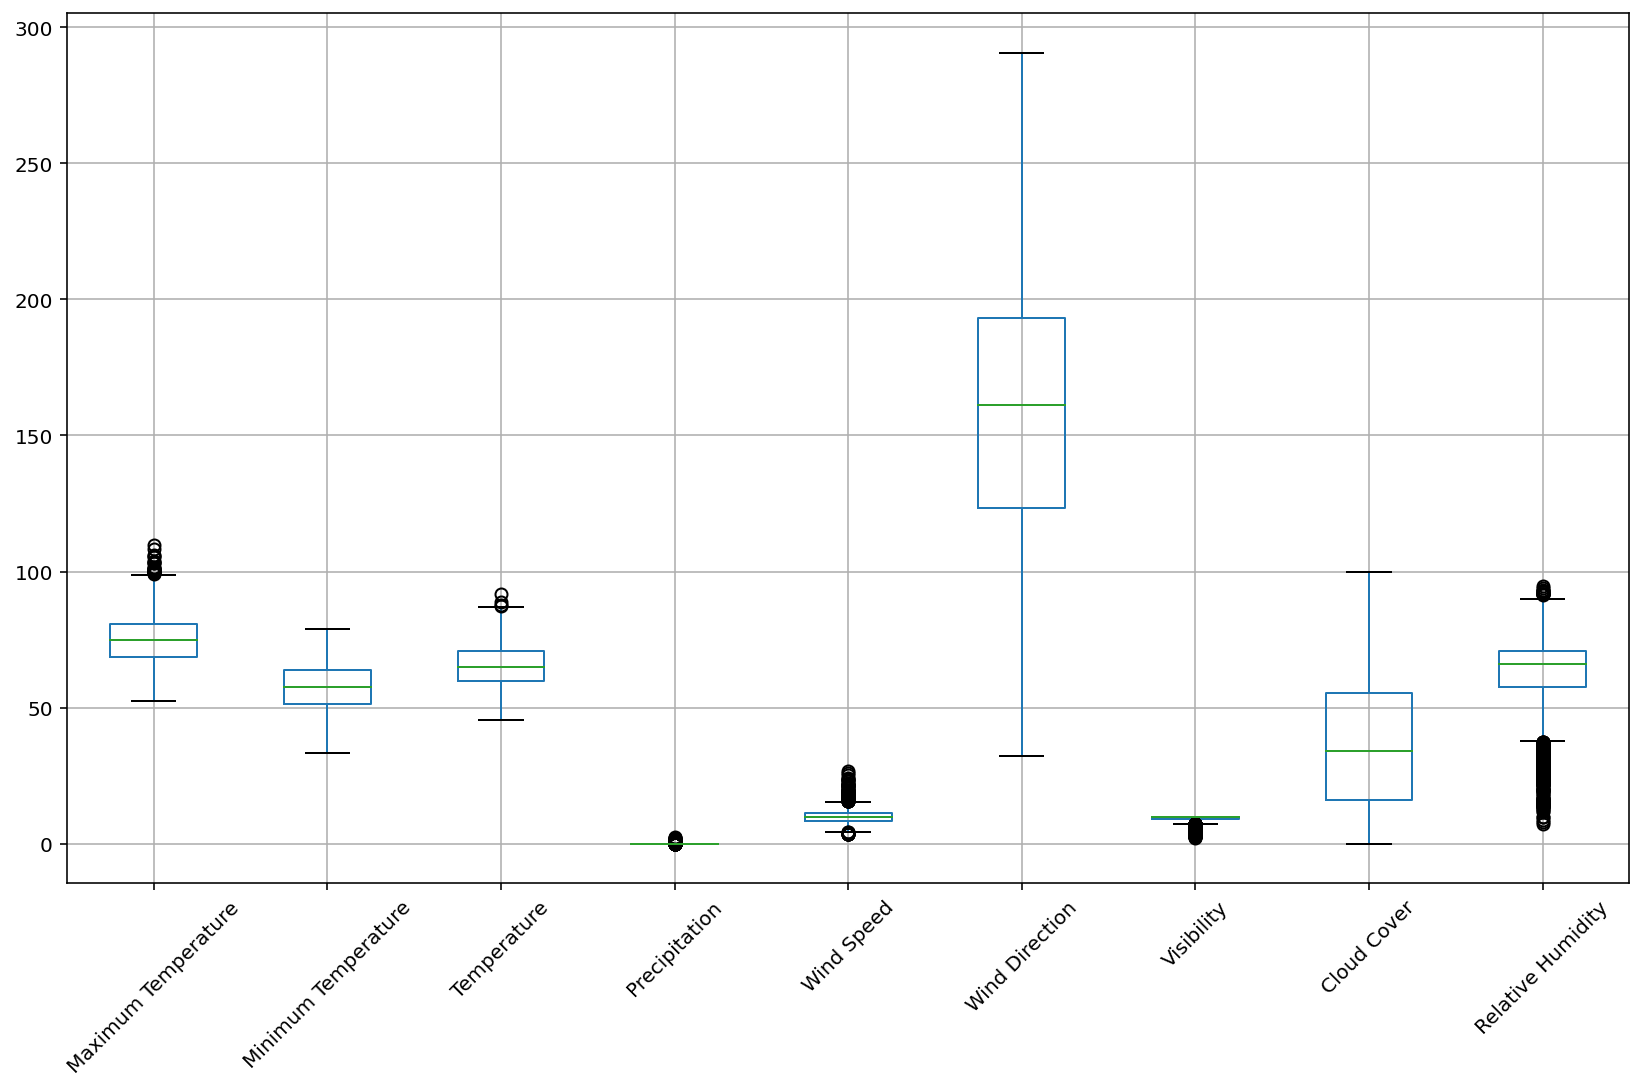 300
250
200
150
100
50
0
Maximum Temperature
Minimum Temperature
Temperature
Precipitation
Wind Speed
Wind Direction
Visibility
Cloud Cover
Relative Humidity